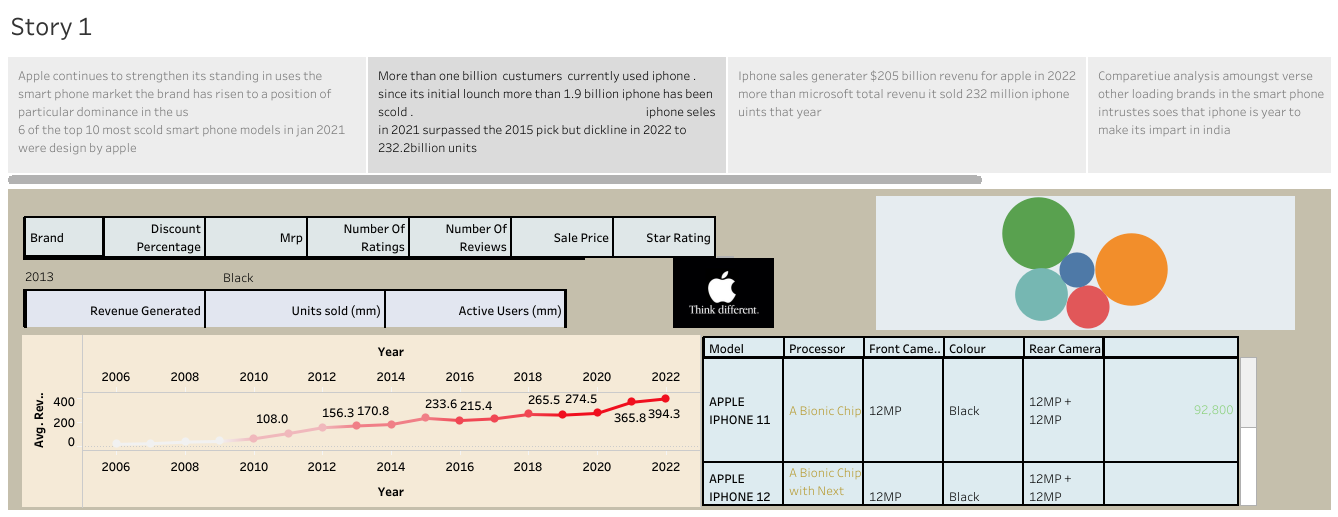 Story 1
Apple continues to strengthen its standing in uses the
smart phone market the brand has risen to a position of
particular dominance in the us
6 of the top 10 most scold smart phone models in jan 2021
were design by apple
More than one billion custumers currently used iphone .
since its initial lounch more than 1.9 billion iphone has been
scold . iphone seles
in 2021 surpassed the 2015 pick but dickline in 2022 to
232.2billion units
Iphone sales generater $205 billion revenu for apple in 2022
more than microsoft total revenu it sold 232 million iphone
uints that year
Comparetiue analysis amoungst verse
other loading brands in the smart phone
intrustes soes that iphone is year to
make its impart in india
Brand
Discount
Percentage
Mrp
Number Of
Ratings
Number Of
Reviews
Sale Price
Star Rating
2013
Black
Think different.
Revenue Generated
Units sold (mm)
Active Users (mm)
Year
2006 2008 2010 2012 2014 2016 2018 2020 2022
Avg. Rev..
400
200
0
108.0
156.3 170.8
233.6 215.4
265.5 274.5
365.8 394.3
2006 2008 2010 2012 2014 2016 2018 2020 2022
Year
Model Processor Front Came.. Colour Rear Camera
APPLE
IPHONE 11
A Bionic Chip
12MP
Black
12MP +
12MP
92,800
APPLE
IPHONE 12
A Bionic Chip
with Next
12MP
Black
12MP +
12MP